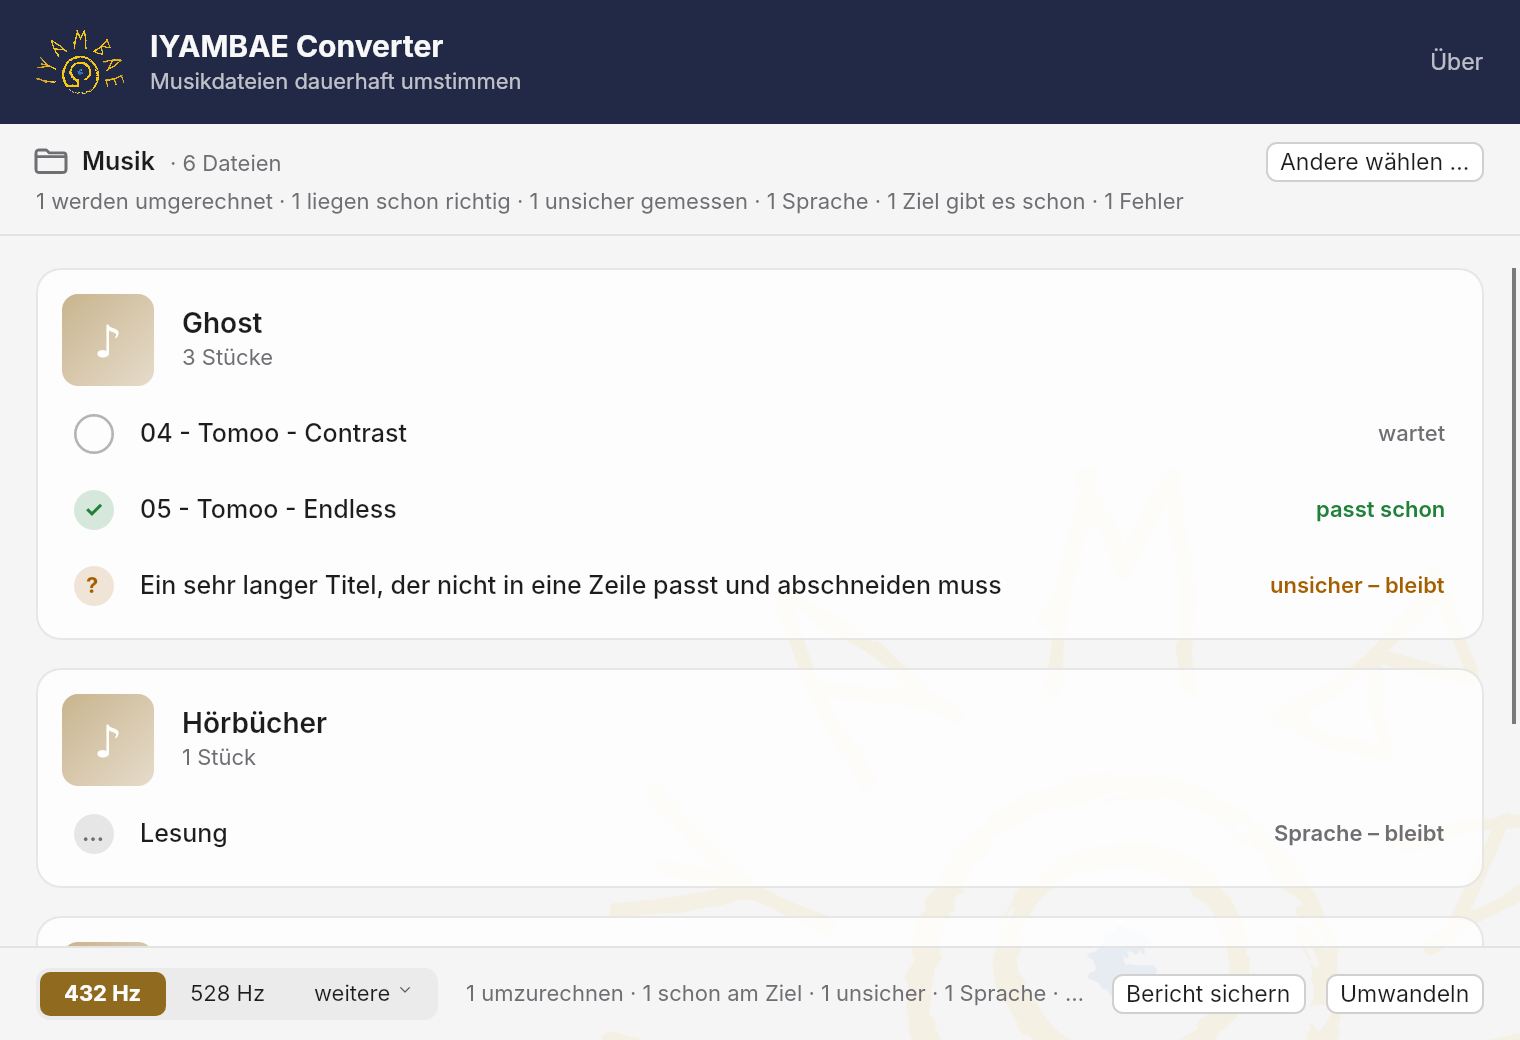 IYAMBAE
IYAMBAE Converter
Musikdateien dauerhaft umstimmen
Über
Musik · 6 Dateien
Andere wählen ...
1 werden umgerechnet · 1 liegen schon richtig · 1 unsicher gemessen · 1 Sprache · 1 Ziel gibt es schon · 1 Fehler
Ghost
3 Stücke
04 - Tomoo - Contrast
wartet
05 - Tomoo - Endless
passt schon
?
Ein sehr langer Titel, der nicht in eine Zeile passt und abschneiden muss
unsicher – bleibt
Hörbücher
1 Stück
...
Lesung
Sprache – bleibt
432 Hz
528 Hz
weitere
1 umzurechnen · 1 schon am Ziel · 1 unsicher · 1 Sprache · ...
Bericht sichern
Umwandeln